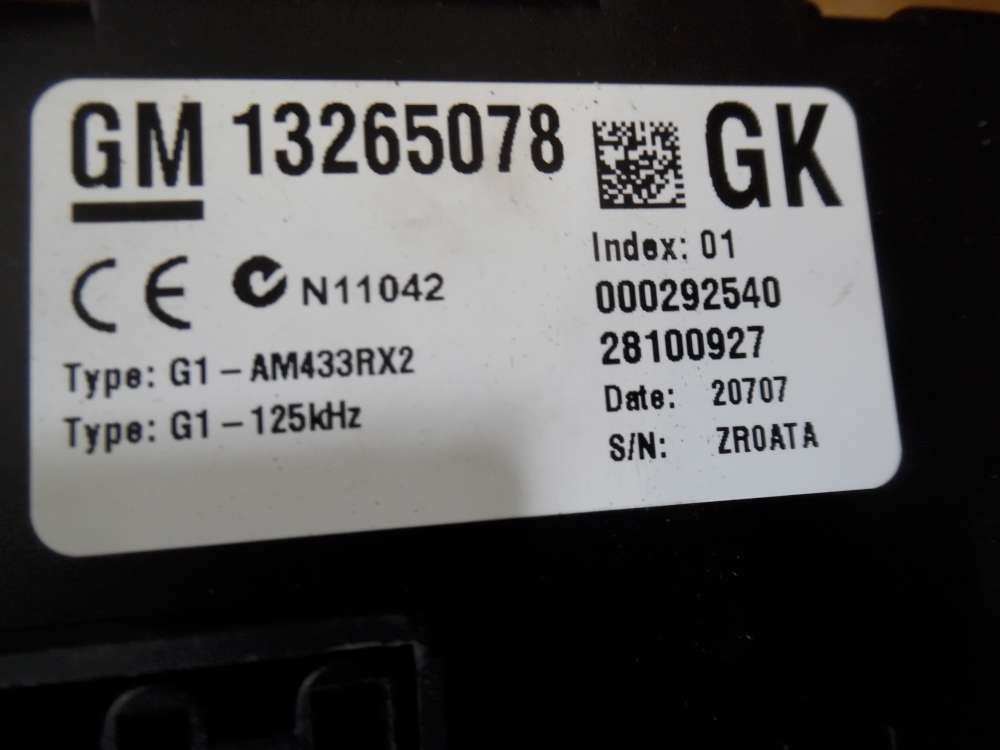 GM 13265078 GK
Index: 01
CE N11042
000292540
28100927
Type: G1-AM433RX2
Date: 20707
Type: G1-125kHz
S/N: ZR0ATA